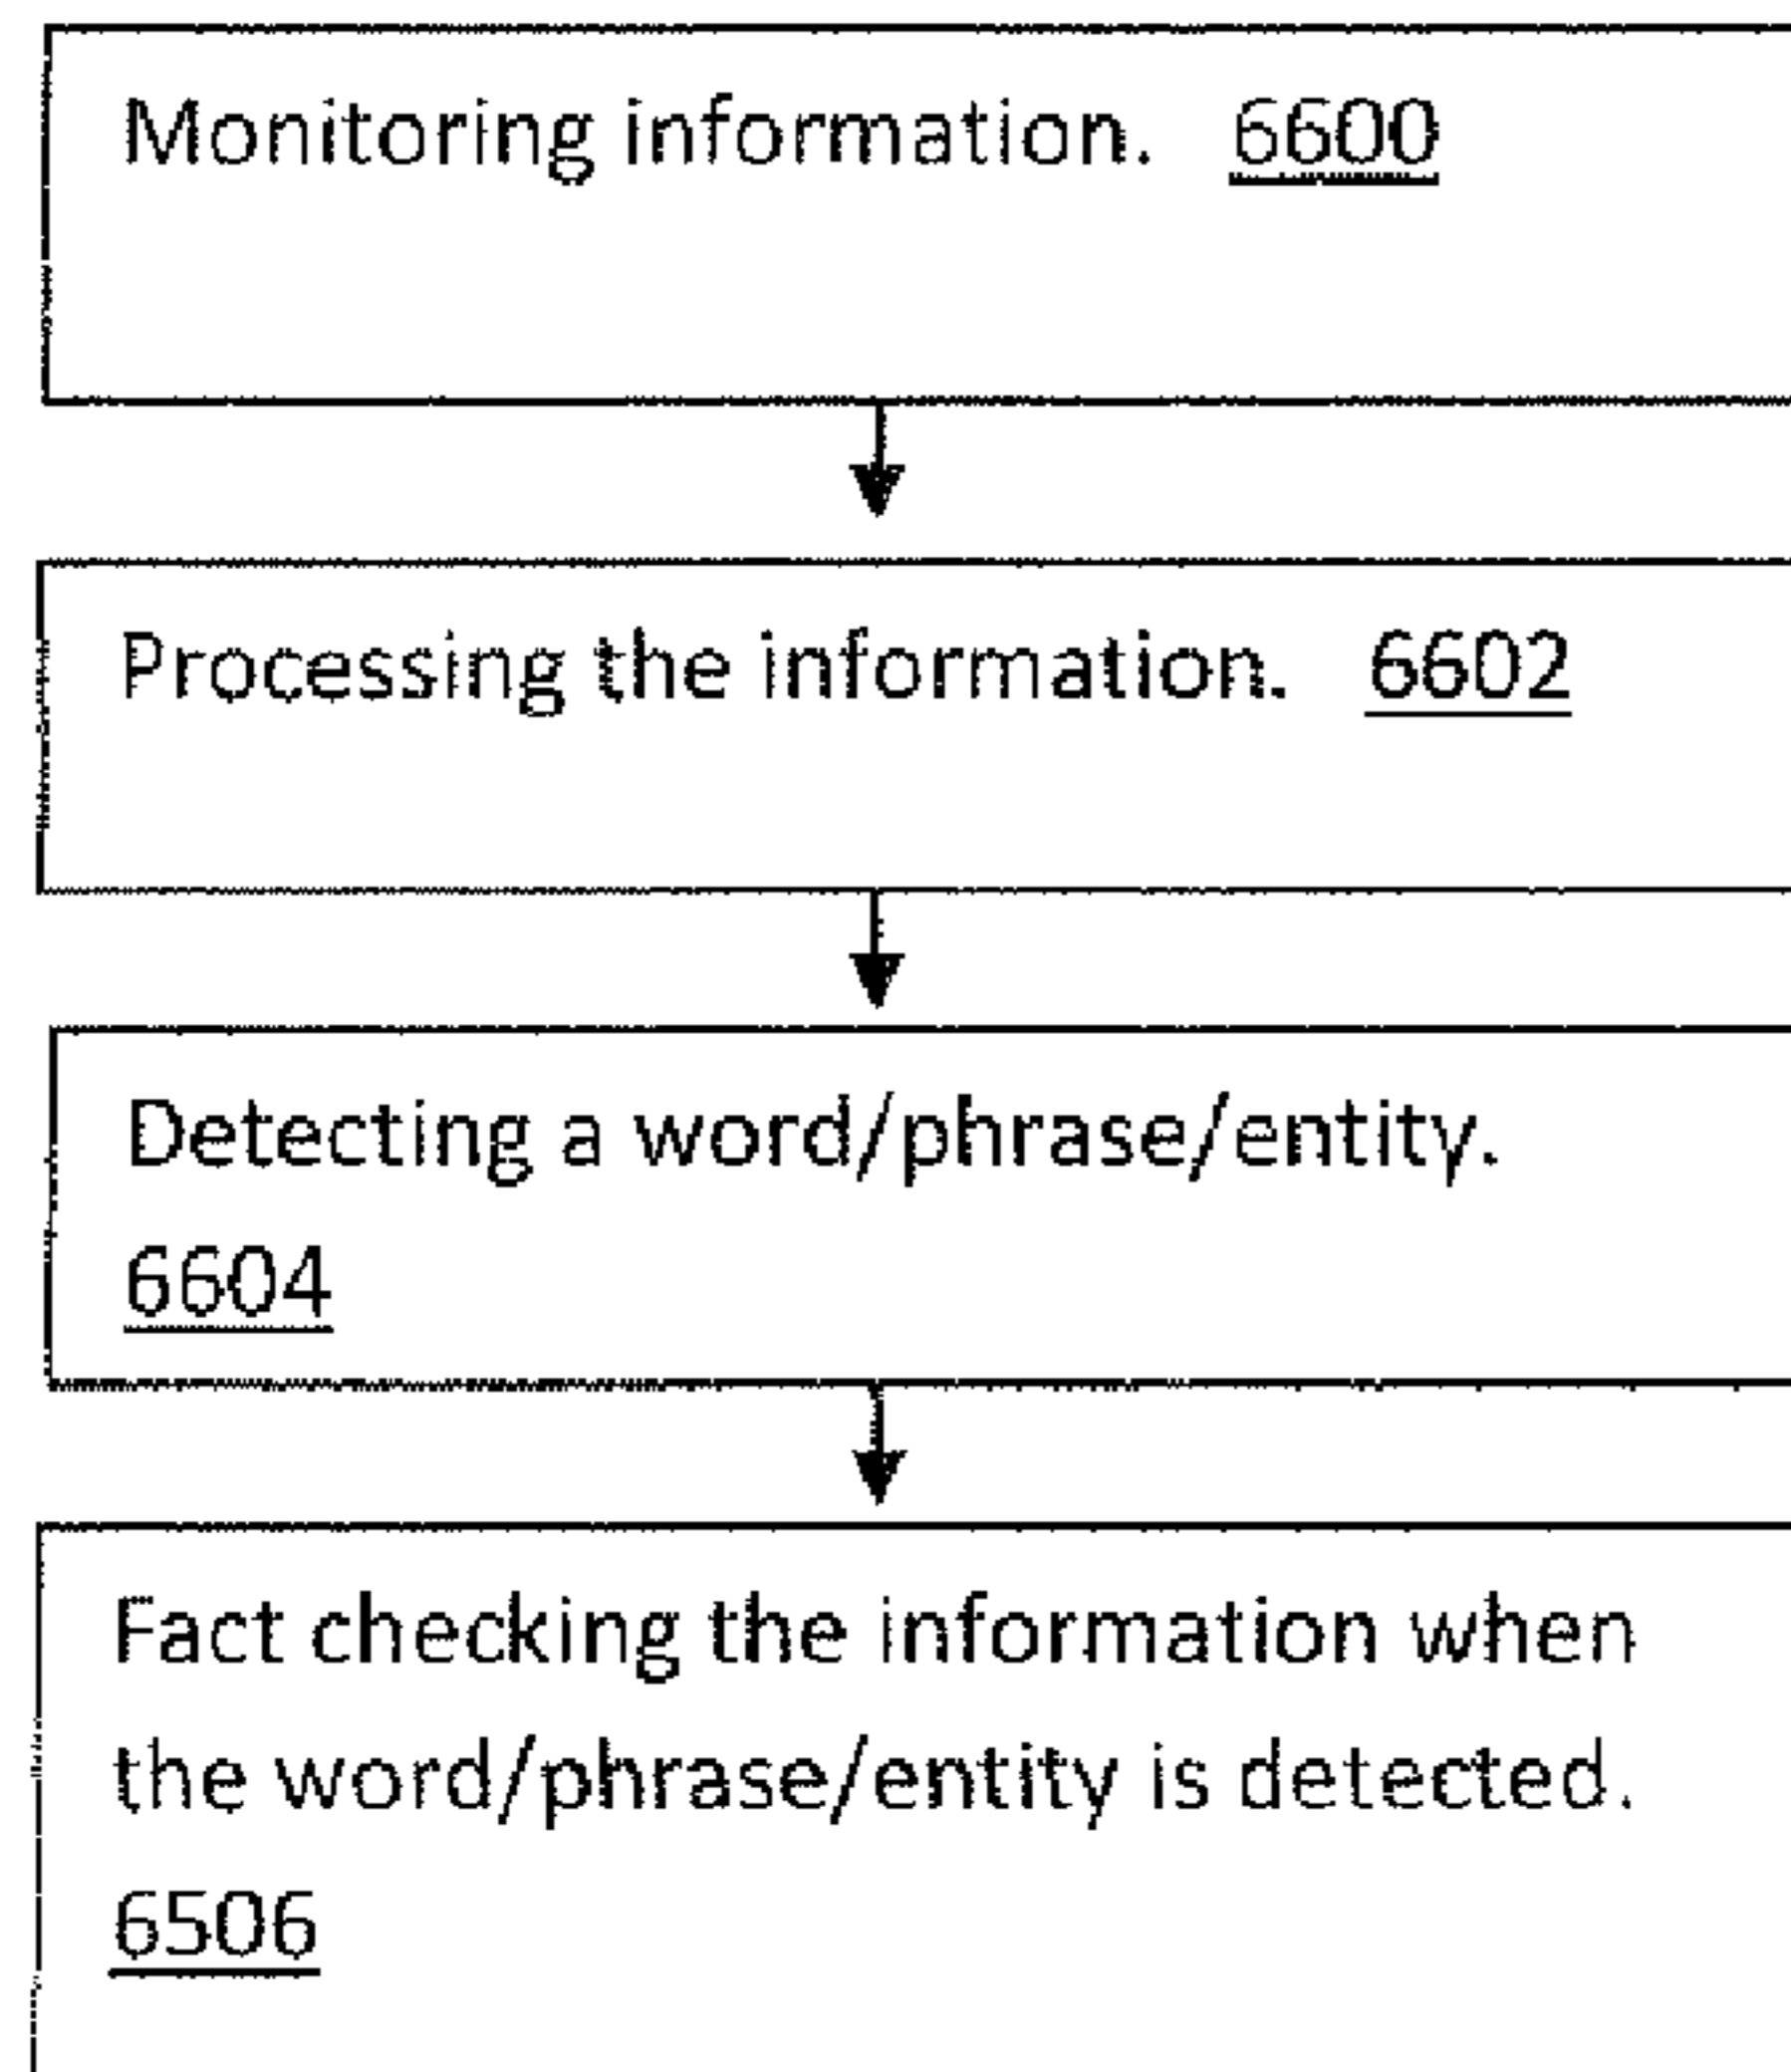 Monitoring information. 6600
Processing the information. 6602
Detecting a word/phrase/entity.
6604
Fact checking the information when
the word/phrase/entity is detected.
6506